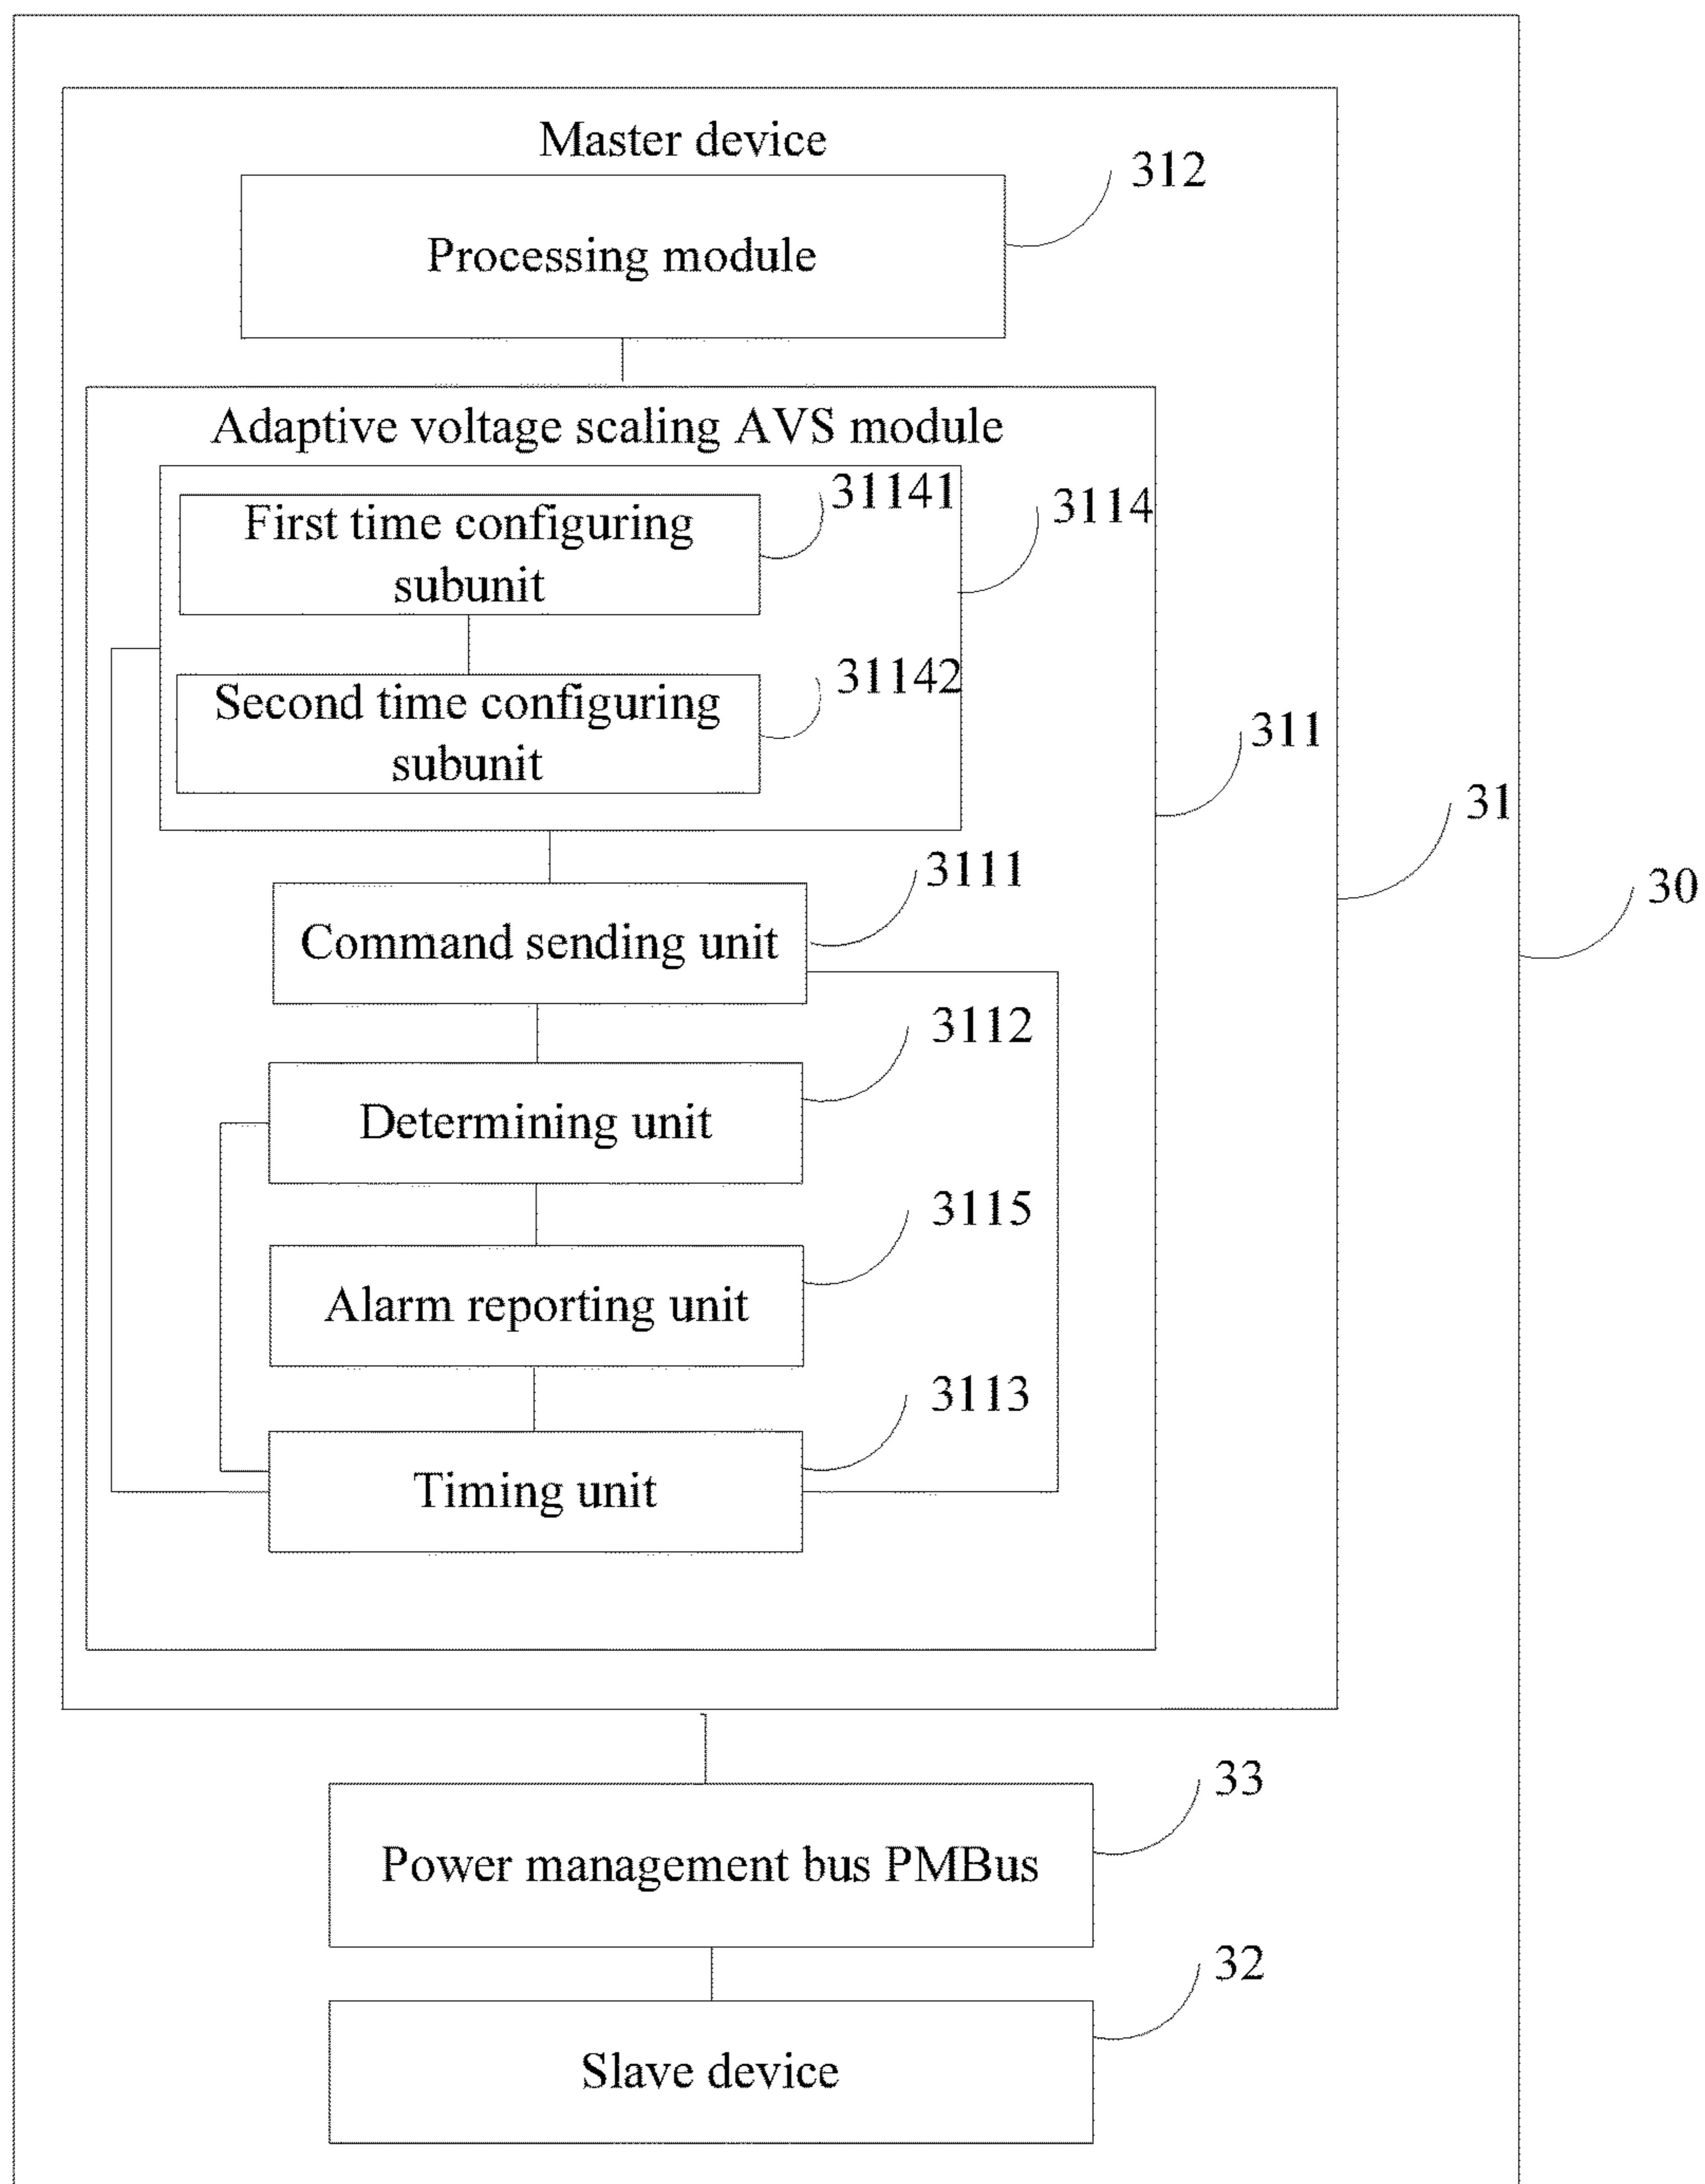 Master device
312
Processing module
Adaptive voltage scaling AVS module
31141
3114
First time configuring
subunit
31142
Second time configuring
subunit
311
31
30
3111
Command sending unit
3112
Determining unit
3115
Alarm reporting unit
3113
Timing unit
33
Power management bus PMBus
32
Slave device